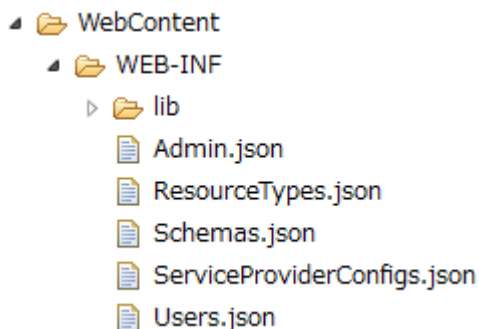 WebContent
WEB-INF
lib
Admin.json
ResourceTypes.json
Schemas.json
ServiceProviderConfigs.json
Users.json